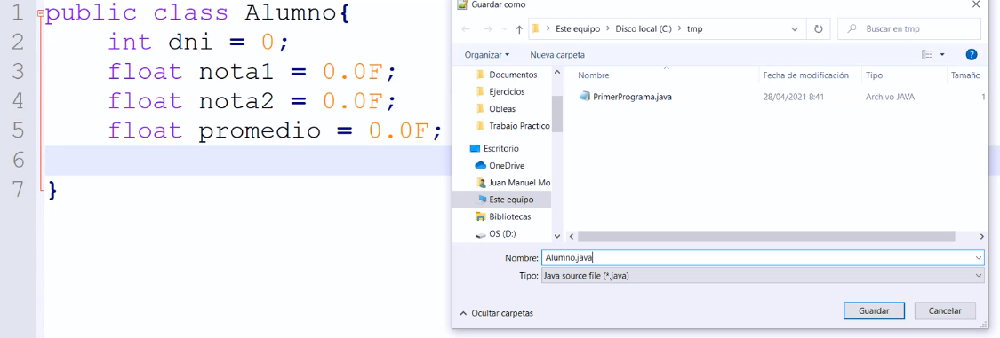 1 public class Alumno{
2 int dni = 0;
3 float nota1 = 0.0F;
4 float nota2 = 0.0F;
5 float promedio = 0.0F;
6
7 }
Guardar como
Este equipo > Disco local (C:) > tmp
Buscar en tmp
Organizar Nueva carpeta
Documentos
Ejercicios
Obleas
Trabajo Practico
Escritorio
OneDrive
Juan Manuel Mo
Este equipo
Bibliotecas
OS (D:)
Nombre Fecha de modificación Tipo Tamaño
PrimerPrograma.java 28/04/2021 8:41 Archivo JAVA 1
Nombre: Alumno.java
Tipo: Java source file (*.java)
Ocultar carpetas
Guardar Cancelar